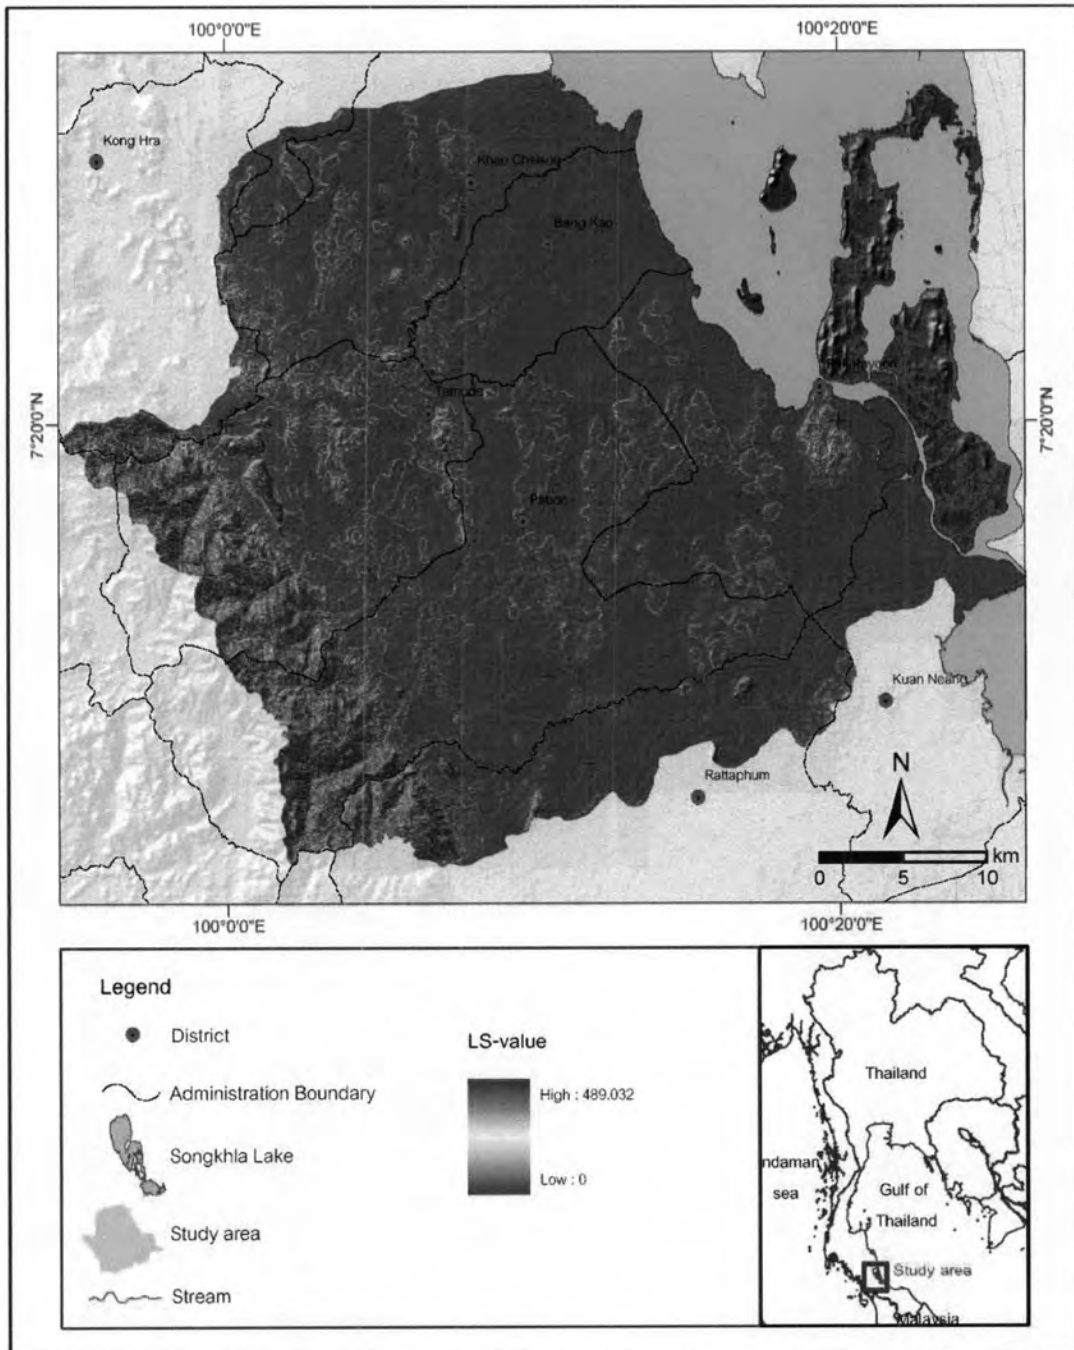 100°0'0"E
100°20'0"E
Kong Hra
Khao Chaison
Bang Kao
7°20'0"N
7°20'0"N
Tamode
Pabon
Kuan Neang
Rattaphum
N
km
0 5 10
100°0'0"E
100°20'0"E
Legend
District
Administration Boundary
Songkhla Lake
Study area
Stream
LS-value
High : 489.032
Low : 0
Thailand
ndaman
sea
Gulf of
Thailand
Study area
Malaysia